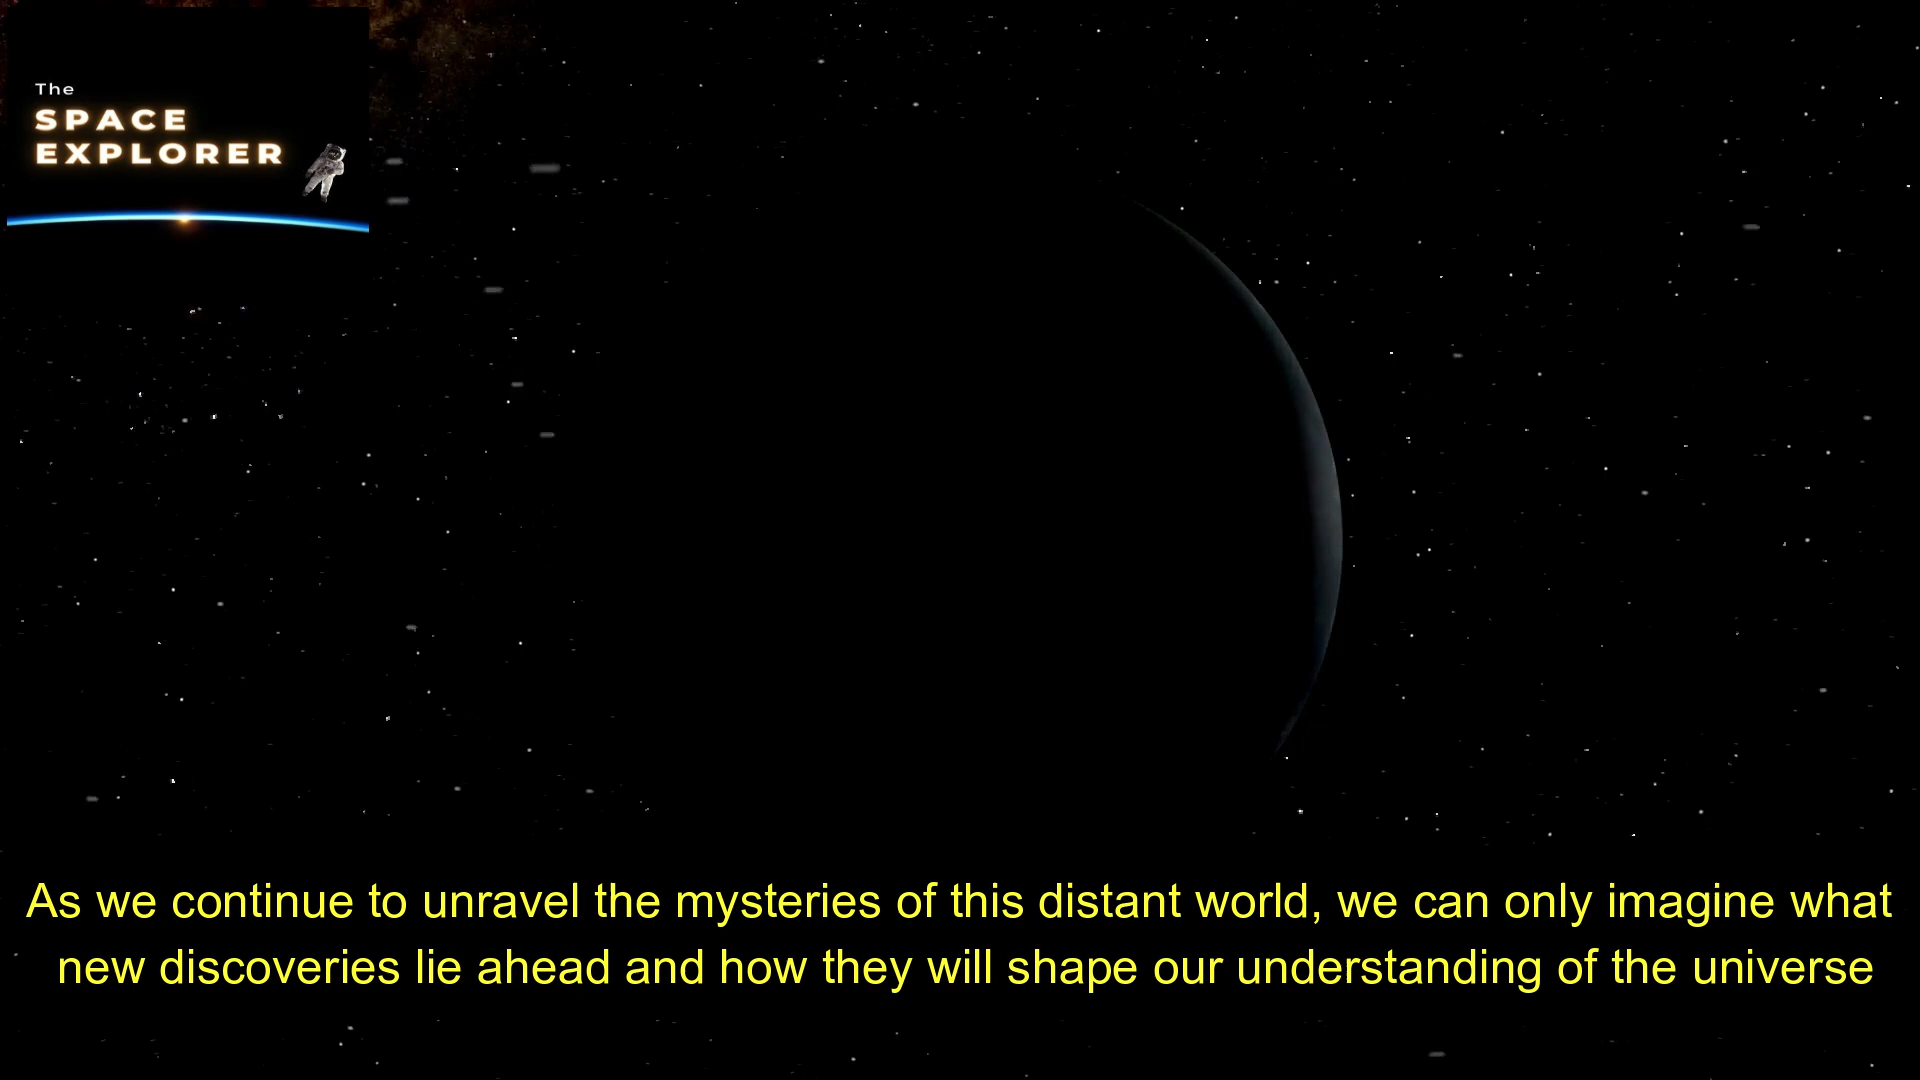 The
SPACE
EXPLORER
As we continue to unravel the mysteries of this distant world, we can only imagine what
new discoveries lie ahead and how they will shape our understanding of the universe